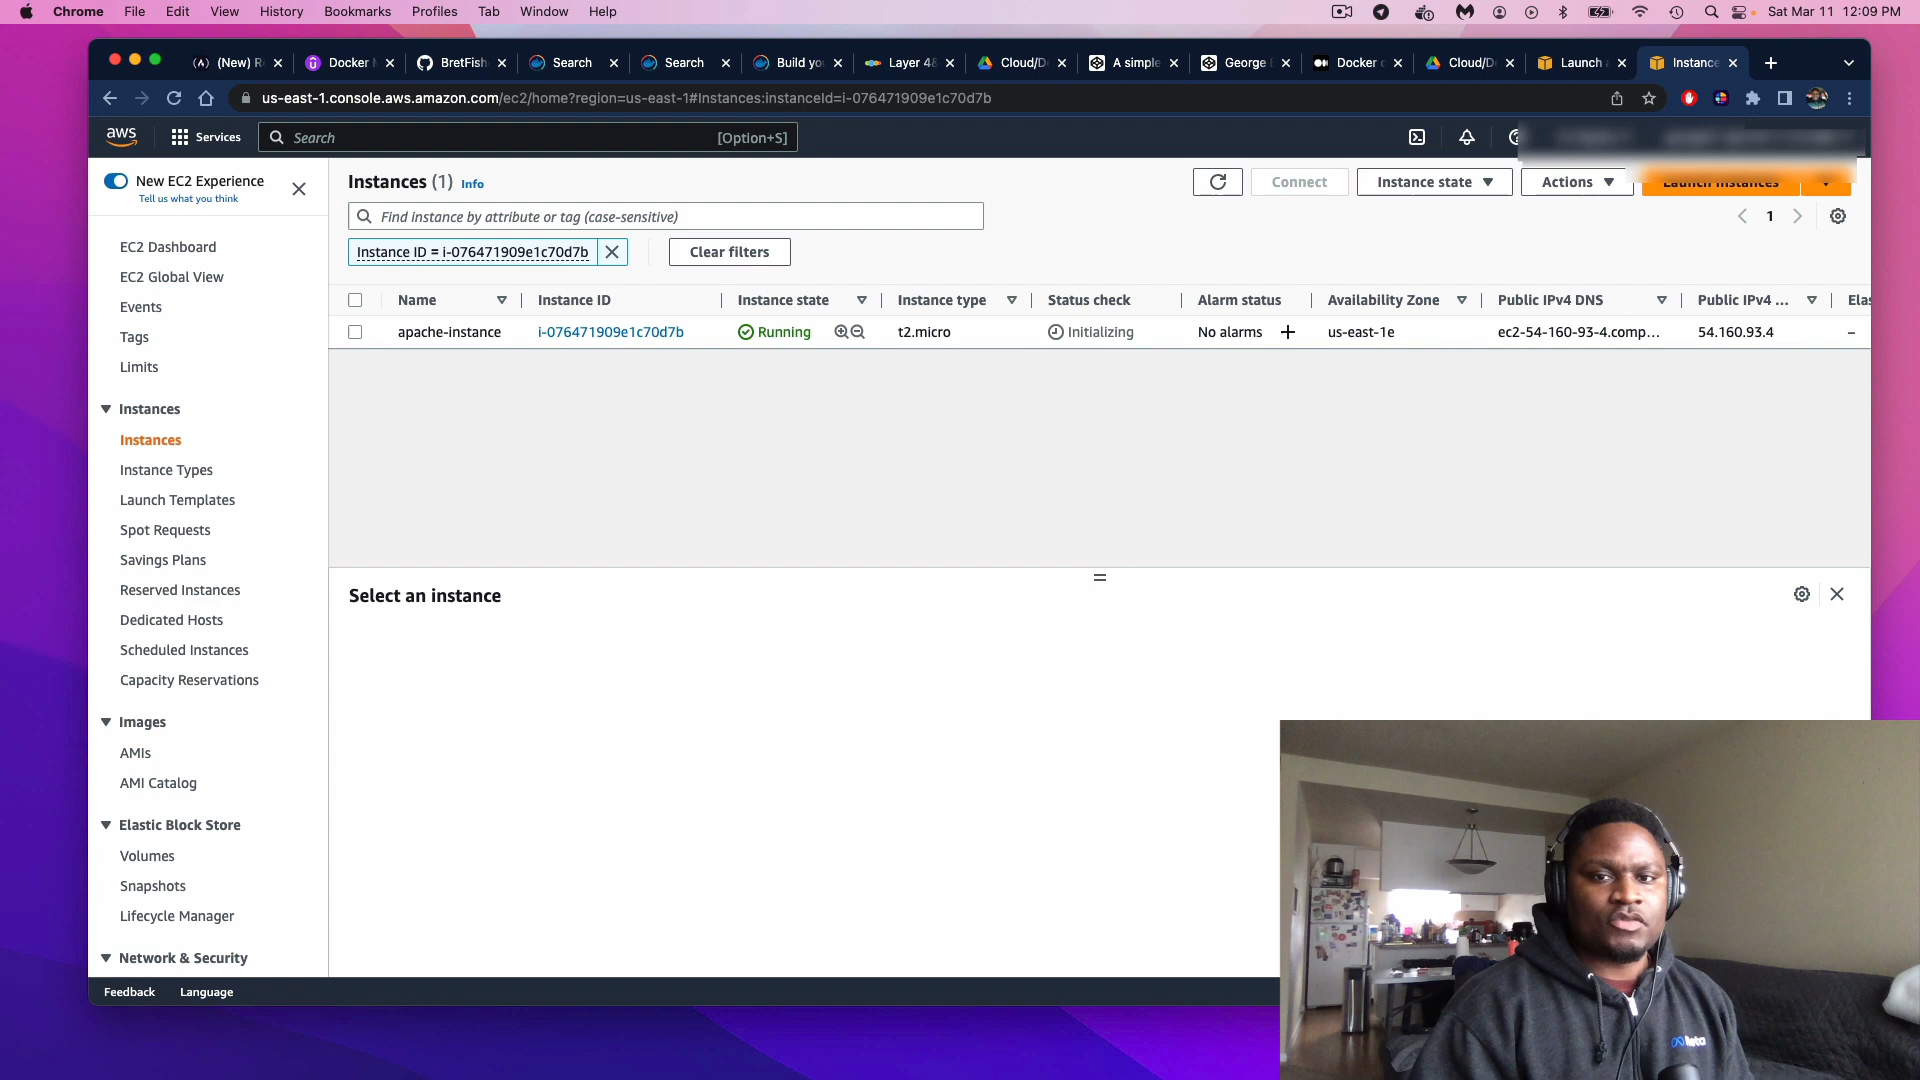 Chrome File Edit View History Bookmarks Profiles Tab Window Help Sat Mar 11 12:09 PM
(New) R Docker BretFish Search Search Build yo Layer 4 Cloud/D A simple George Docker Cloud/D Launch Instance
us-east-1.console.aws.amazon.com/ec2/home?region=us-east-1#Instances:instanceId=i-076471909e1c70d7b
aws Services Search [Option+S]
New EC2 Experience
Tell us what you think
EC2 Dashboard
EC2 Global View
Events
Tags
Limits
Instances
Instances
Instance Types
Launch Templates
Spot Requests
Savings Plans
Reserved Instances
Dedicated Hosts
Scheduled Instances
Capacity Reservations
Images
AMIs
AMI Catalog
Elastic Block Store
Volumes
Snapshots
Lifecycle Manager
Network & Security
Instances (1) Info Connect Instance state Actions Launch instances
Find instance by attribute or tag (case-sensitive) 1
Instance ID = i-076471909e1c70d7b Clear filters
Name Instance ID Instance state Instance type Status check Alarm status Availability Zone Public IPv4 DNS Public IPv4 ... Elas
apache-instance i-076471909e1c70d7b Running t2.micro Initializing No alarms us-east-1e ec2-54-160-93-4.comp... 54.160.93.4 –
Select an instance
Feedback Language
Meta